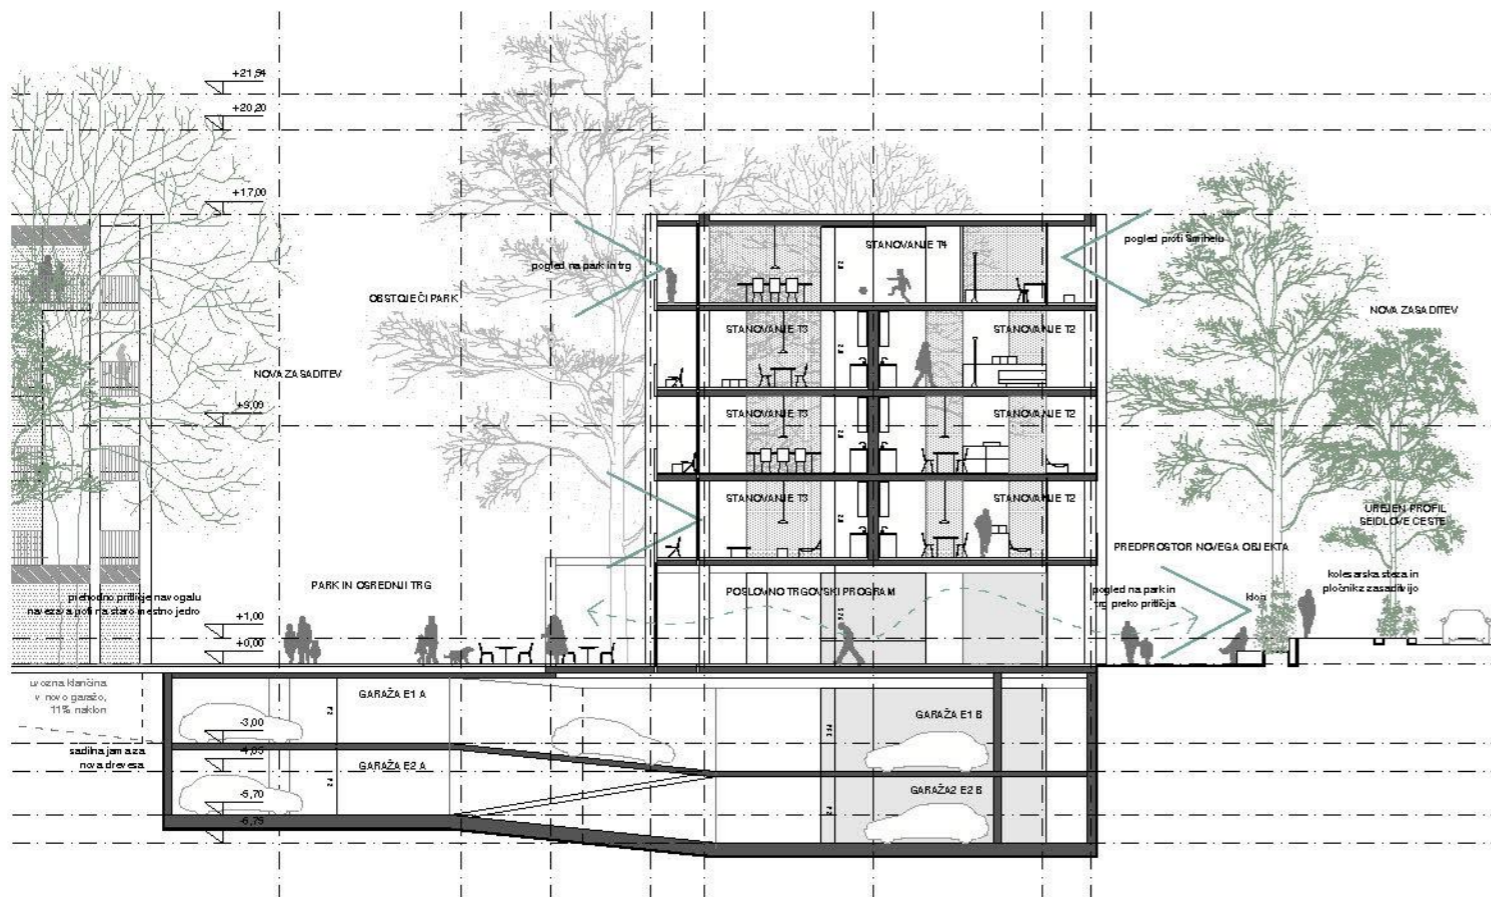 +21,94
+20,20
+17,00
STANOVANJE T4
pogled proti Šmihelu
pogled na park in trg
OBSTOJEČI PARK
NOVA ZASADITEV
STANOVANJE T3
STANOVANJE T2
NOVA ZASADITEV
+9,09
STANOVANJE T3
STANOVANJE T2
STANOVANJE T3
STANOVANJE T2
UREJEN PROFIL
SEIDLOVE CESTE
PREDPROSTOR NOVEGA OBJEKTA
kolesarska steza in
pločnik z zasaditvijo
PARK IN OSREDNJI TRG
POSLOVNO TRGOVSKI PROGRAM
pogled na park in
trg preko pritličja
klop
prehodno pritličje na vogalu
navezava poti na staro mestno jedro
+1,00
+0,00
uvozna klančina
v novo garažo,
11% naklon
GARAŽA E1 A
GARAŽA E1 B
-3,00
sadilna jama za
nova drevesa
-4,05
GARAŽA E2 A
GARAŽA2 E2 B
-5,70
-6,75